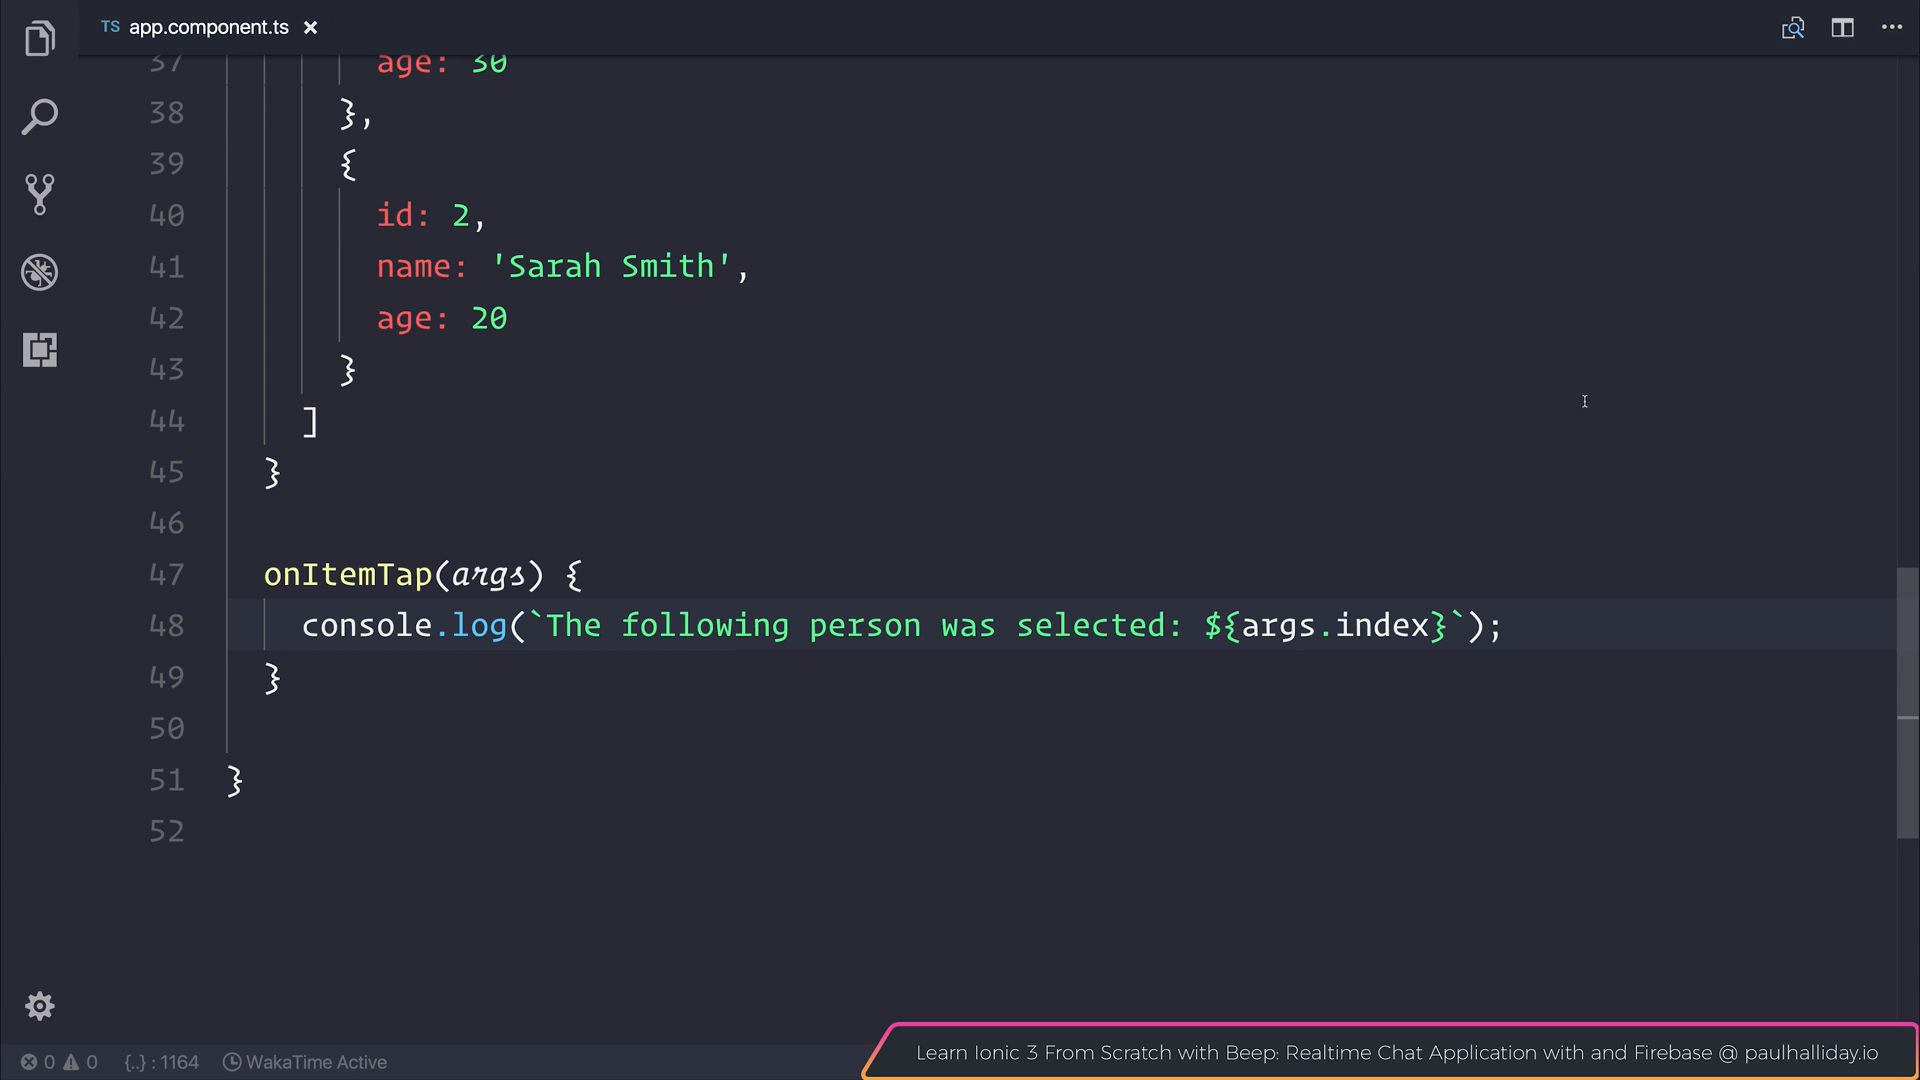 TS app.component.ts
37 age: 30
38 },
39 {
40 id: 2,
41 name: 'Sarah Smith',
42 age: 20
43 }
44 ]
45 }
46
47 onItemTap(args) {
48 console.log(`The following person was selected: ${args.index}`);
49 }
50
51 }
52
0 0 {..} : 1164 WakaTime Active
Learn Ionic 3 From Scratch with Beep: Realtime Chat Application with and Firebase @ paulhalliday.io